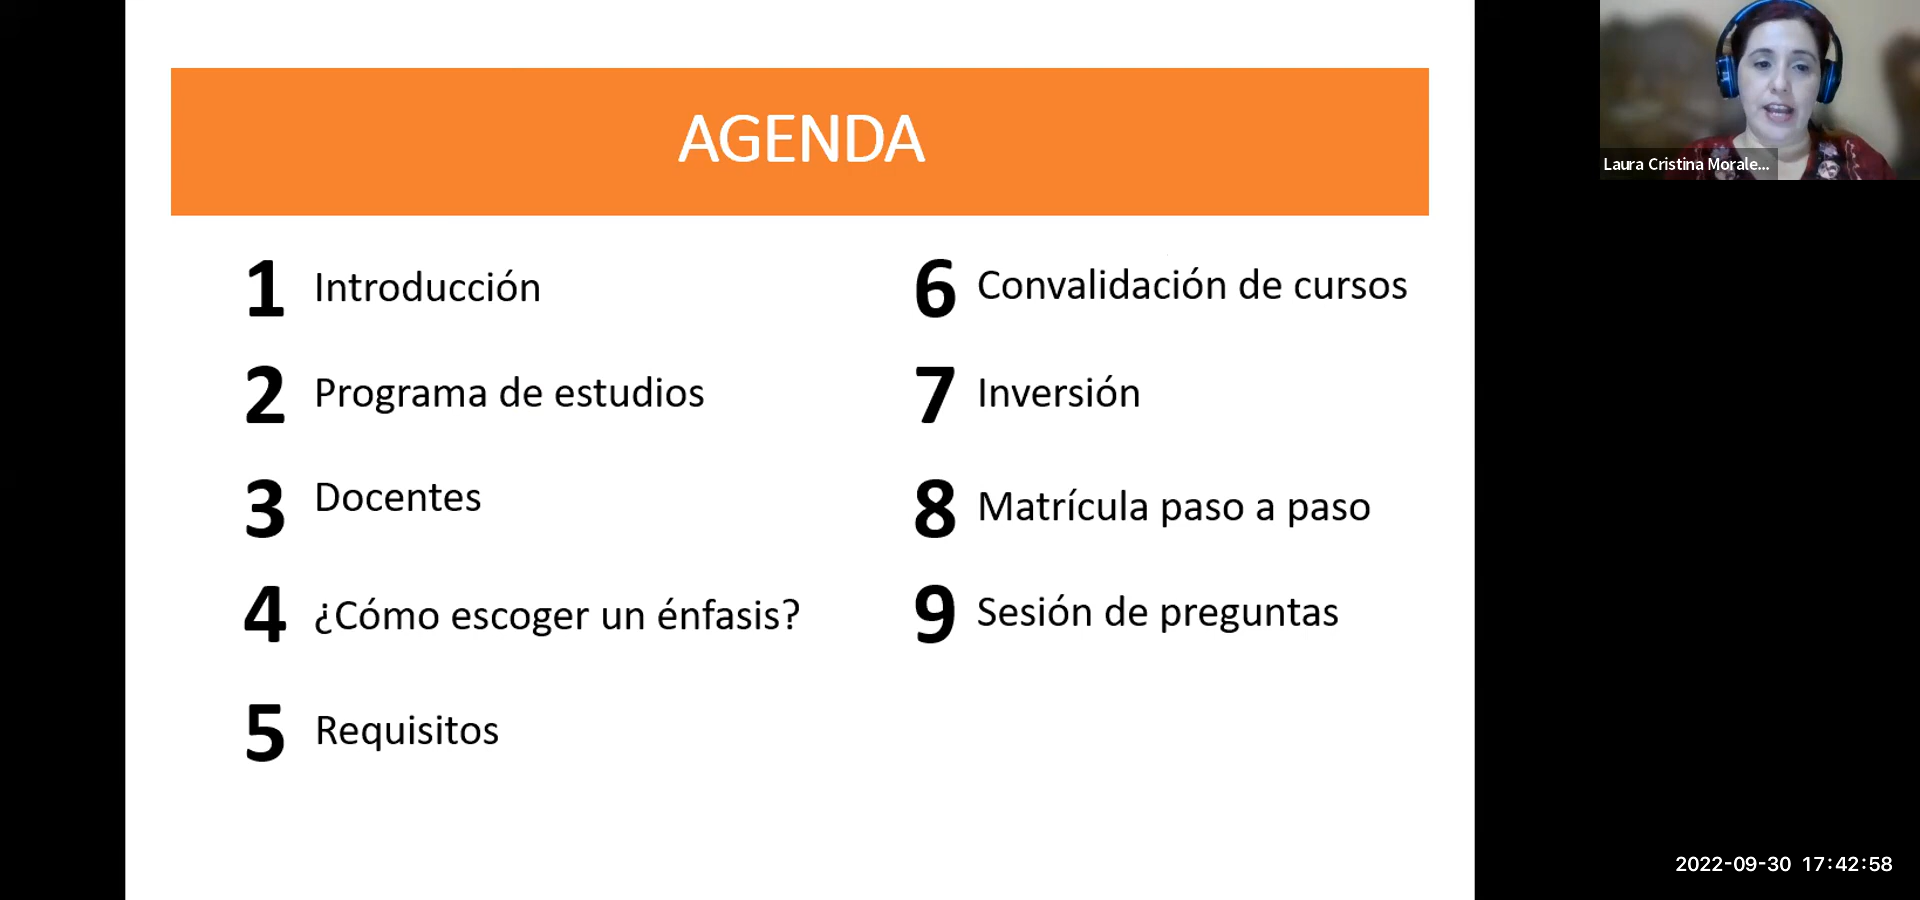 AGENDA
1 Introducción
2 Programa de estudios
3 Docentes
4 ¿Cómo escoger un énfasis?
5 Requisitos
6 Convalidación de cursos
7 Inversión
8 Matrícula paso a paso
9 Sesión de preguntas
Laura Cristina Morale...
2022-09-30 17:42:58